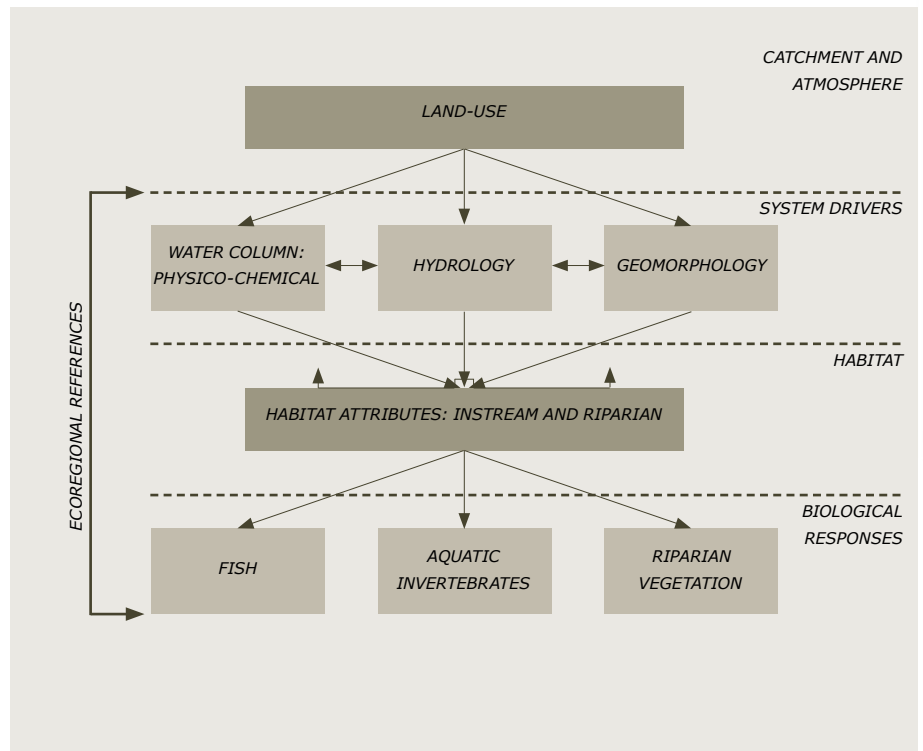 CATCHMENT AND
ATMOSPHERE
LAND-USE
SYSTEM DRIVERS
WATER COLUMN:
PHYSICO-CHEMICAL
HYDROLOGY
GEOMORPHOLOGY
HABITAT
HABITAT ATTRIBUTES: INSTREAM AND RIPARIAN
ECOREGIONAL REFERENCES
BIOLOGICAL
RESPONSES
FISH
AQUATIC
INVERTEBRATES
RIPARIAN
VEGETATION